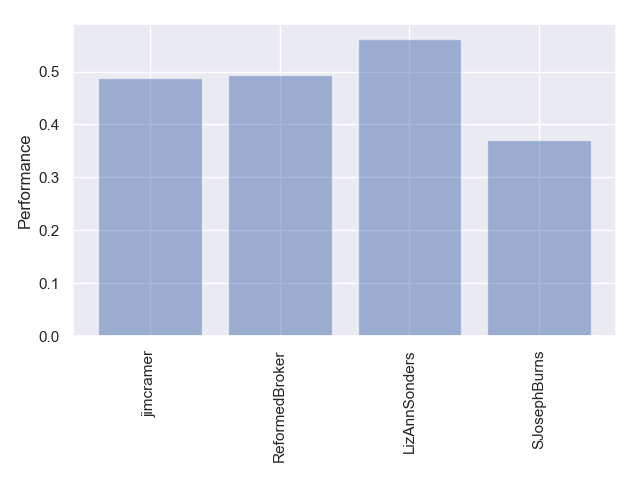 Performance
0.5
0.4
0.3
0.2
0.1
0.0
jimcramer
ReformedBroker
LizAnnSonders
SJosephBurns